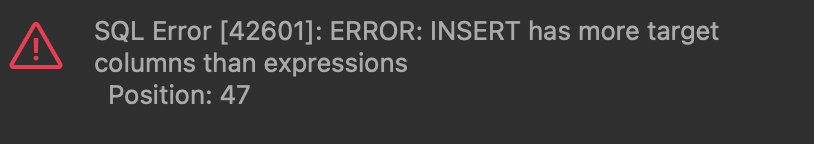 SQL Error [42601]: ERROR: INSERT has more target
columns than expressions
Position: 47